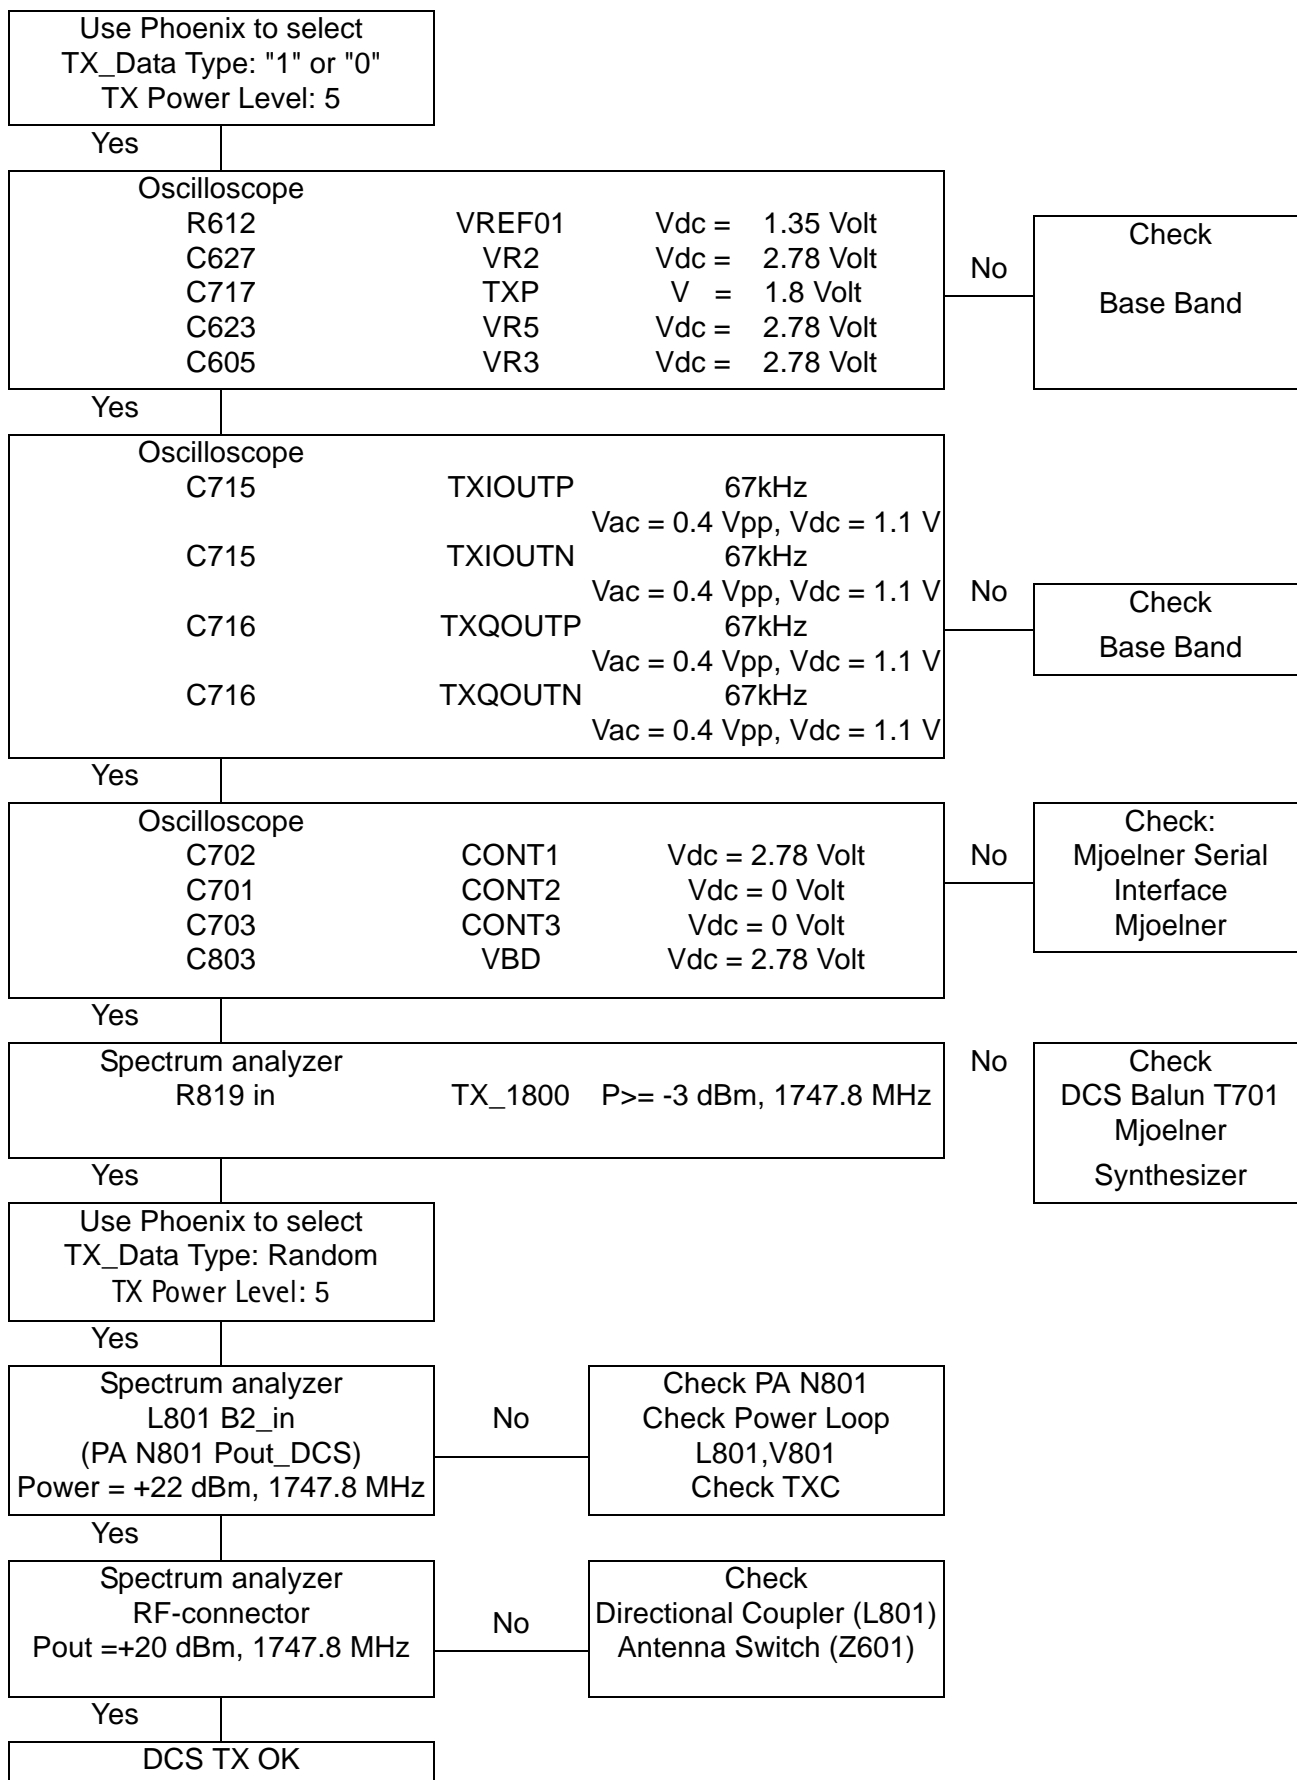 Use Phoenix to select
TX_Data Type: "1" or "0"
TX Power Level: 5
Yes
Oscilloscope
R612 VREF01 Vdc = 1.35 Volt
C627 VR2 Vdc = 2.78 Volt
C717 TXP V = 1.8 Volt
C623 VR5 Vdc = 2.78 Volt
C605 VR3 Vdc = 2.78 Volt
No
Check
Base Band
Yes
Oscilloscope
C715 TXIOUTP 67kHz
Vac = 0.4 Vpp, Vdc = 1.1 V
C715 TXIOUTN 67kHz
Vac = 0.4 Vpp, Vdc = 1.1 V
C716 TXQOUTP 67kHz
Vac = 0.4 Vpp, Vdc = 1.1 V
C716 TXQOUTN 67kHz
Vac = 0.4 Vpp, Vdc = 1.1 V
No
Check
Base Band
Yes
Oscilloscope
C702 CONT1 Vdc = 2.78 Volt
C701 CONT2 Vdc = 0 Volt
C703 CONT3 Vdc = 0 Volt
C803 VBD Vdc = 2.78 Volt
No
Check:
Mjoelner Serial
Interface
Mjoelner
Yes
Spectrum analyzer
R819 in TX_1800 P>= -3 dBm, 1747.8 MHz
No
Check
DCS Balun T701
Mjoelner
Synthesizer
Yes
Use Phoenix to select
TX_Data Type: Random
TX Power Level: 5
Yes
Spectrum analyzer
L801 B2_in
(PA N801 Pout_DCS)
Power = +22 dBm, 1747.8 MHz
No
Check PA N801
Check Power Loop
L801,V801
Check TXC
Yes
Spectrum analyzer
RF-connector
Pout =+20 dBm, 1747.8 MHz
No
Check
Directional Coupler (L801)
Antenna Switch (Z601)
Yes
DCS TX OK